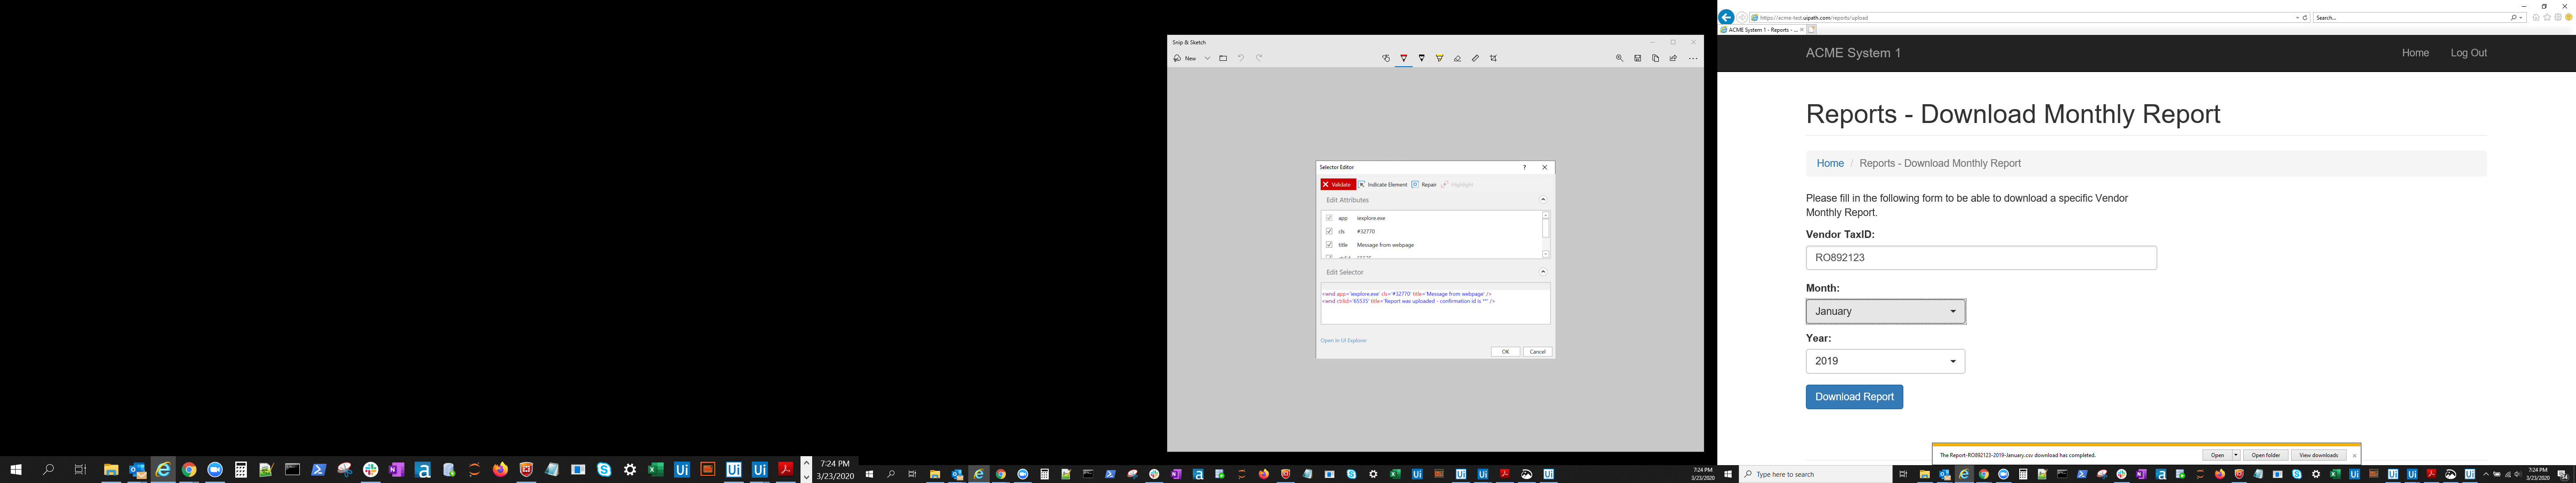 Snip & Sketch
New
Selector Editor
?
Validate
Indicate Element
Repair
Highlight
Edit Attributes
app iexplore.exe
cls #32770
title Message from webpage
Edit Selector
<wnd app='iexplore.exe' cls='#32770' title='Message from webpage' />
<wnd ctrlid='65535' title='Report was uploaded - confirmation id is *' />
Open in UI Explorer
OK
Cancel
https://acme-test.uipath.com/reports/upload
Search...
ACME System 1 - Reports - ...
ACME System 1
Home
Log Out
Reports - Download Monthly Report
Home / Reports - Download Monthly Report
Please fill in the following form to be able to download a specific Vendor
Monthly Report.
Vendor TaxID:
RO892123
Month:
January
Year:
2019
Download Report
The Report-RO892123-2019-January.csv download has completed.
Open
Open folder
View downloads
7:24 PM
3/23/2020
7:24 PM
3/23/2020
Type here to search
7:24 PM
3/23/2020